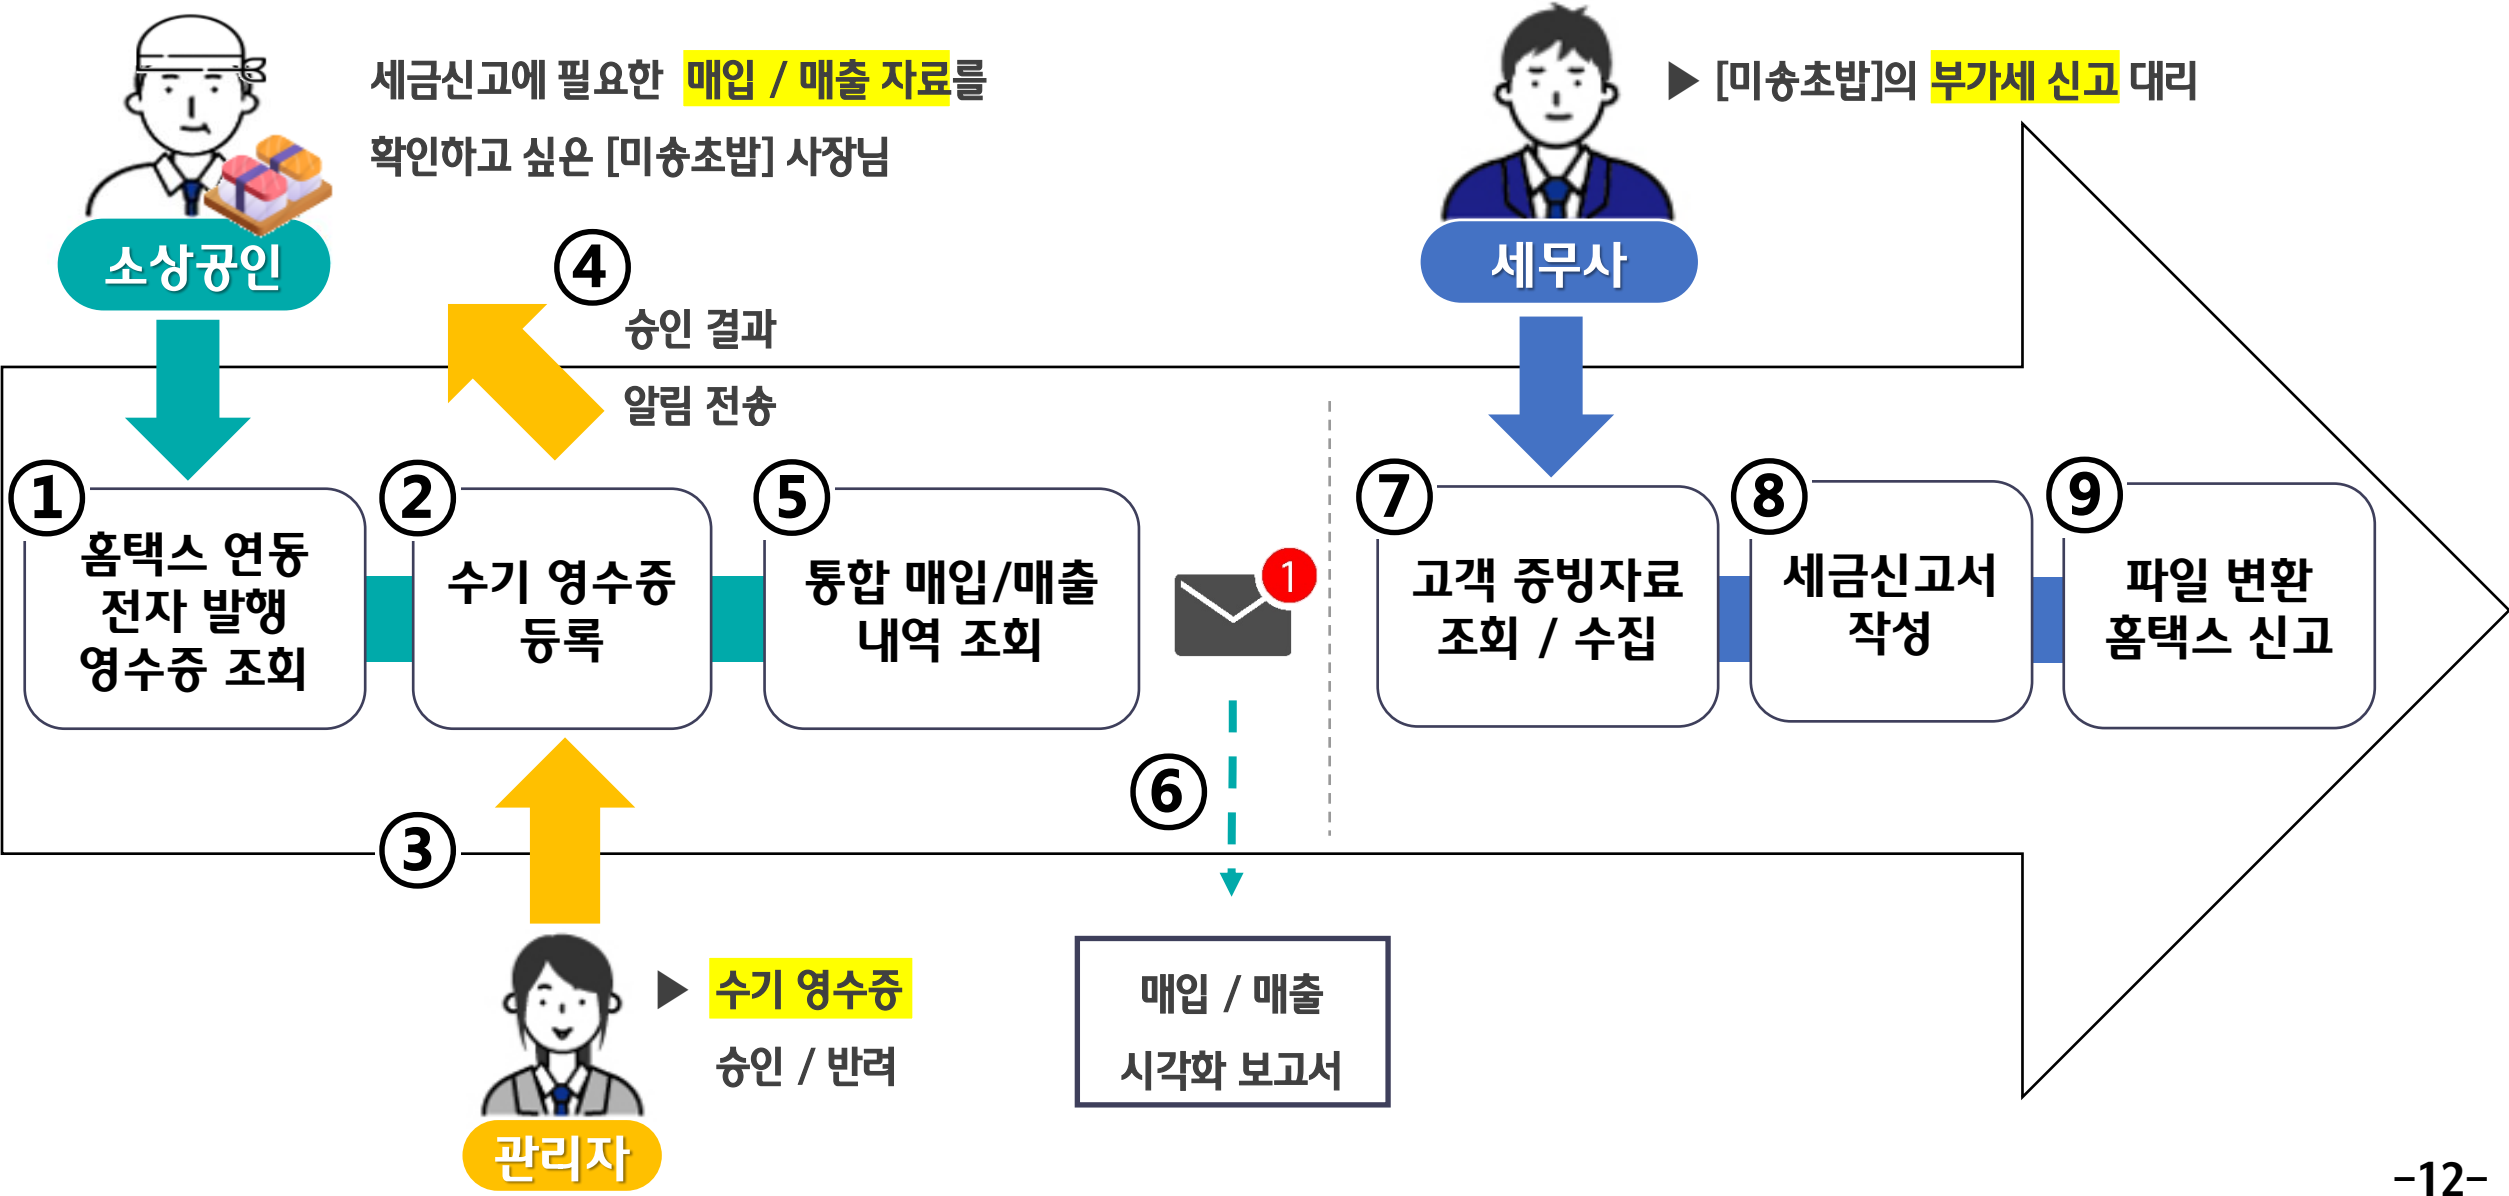 세금신고에 필요한 매입 / 매출 자료를
확인하고 싶은 [미송초밥] 사장님
소상공인
▶ [미송초밥]의 부가세 신고 대리
세무사
④
승인 결과
알림 전송
①
홈택스 연동
전자 발행
영수증 조회
②
수기 영수증
등록
③
⑤
통합 매입/매출
내역 조회
1
⑥
매입 / 매출
시각화 보고서
⑦
고객 증빙자료
조회 / 수집
⑧
세금신고서
작성
⑨
파일 변환
홈택스 신고
▶ 수기 영수증
승인 / 반려
관리자
-12-